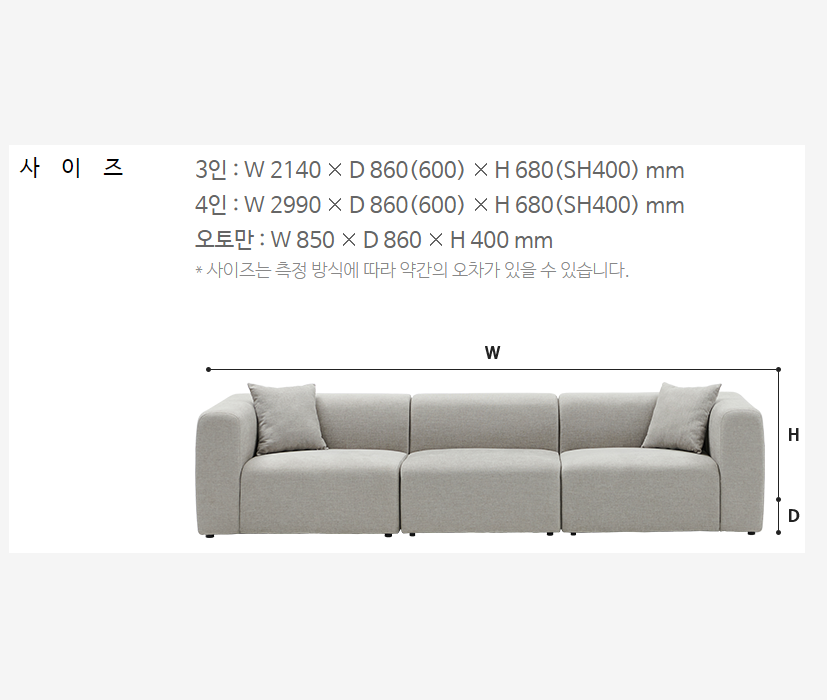 사 이 즈
3인 : W 2140 × D 860(600) × H 680(SH400) mm
4인 : W 2990 × D 860(600) × H 680(SH400) mm
오토만 : W 850 × D 860 × H 400 mm
* 사이즈는 측정 방식에 따라 약간의 오차가 있을 수 있습니다.
W
H
D